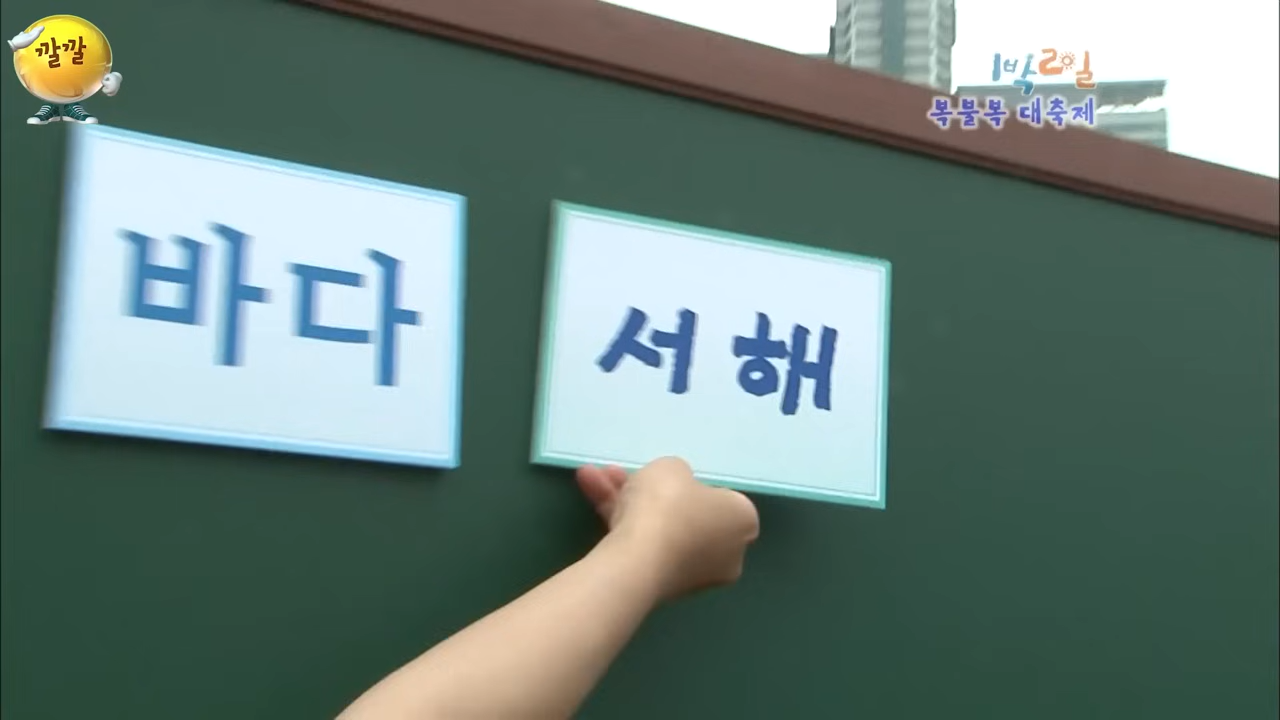 깔깔
1박2일
복불복 대축제
바다
서해